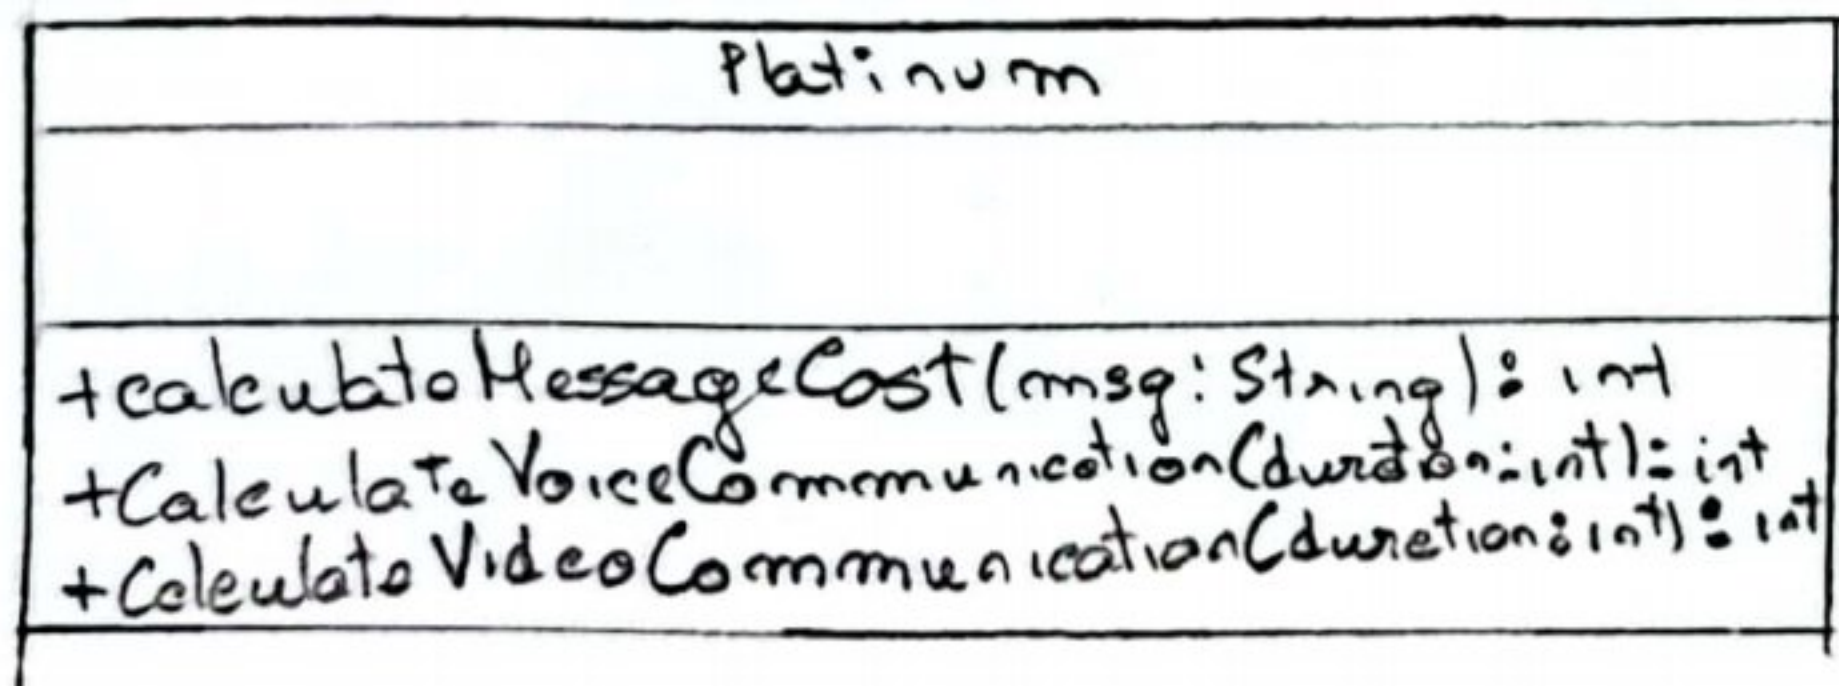 Platinum
+calculateMessageCost(msg: String): int
+CalculateVoiceCommunication(duration:int): int
+CalculateVideoCommunication(duration:int): int